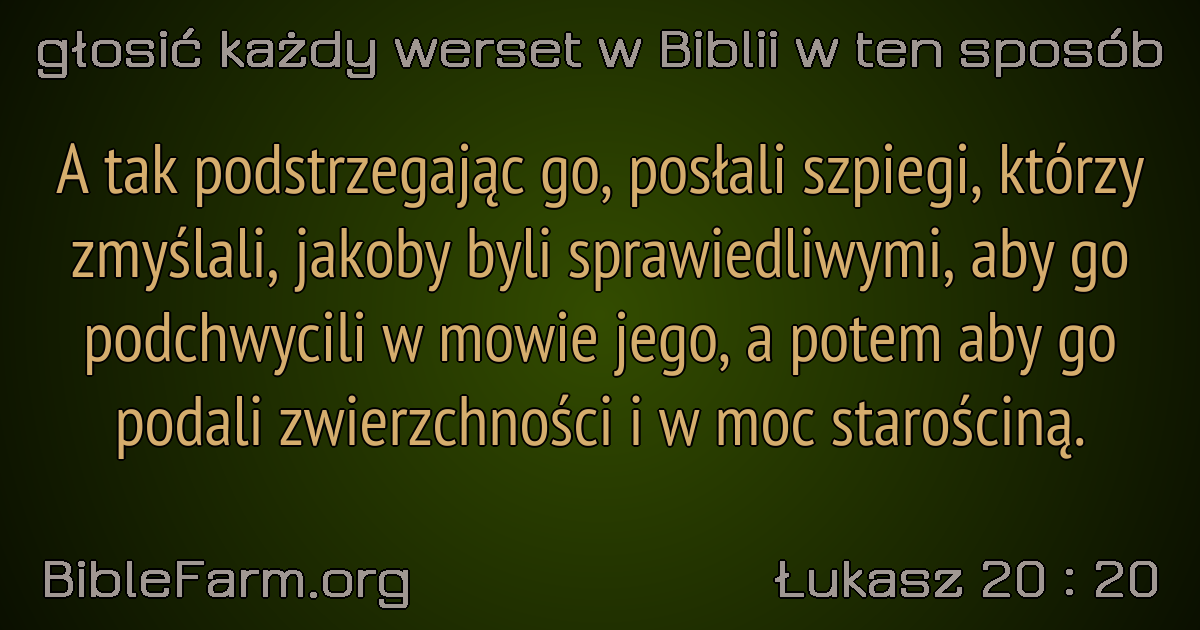 głosić każdy werset w Biblii w ten sposób
A tak podstrzegając go, posłali szpiegi, którzy
zmyślali, jakoby byli sprawiedliwymi, aby go
podchwycili w mowie jego, a potem aby go
podali zwierzchności i w moc starościną.
BibleFarm.org
Łukasz 20 : 20